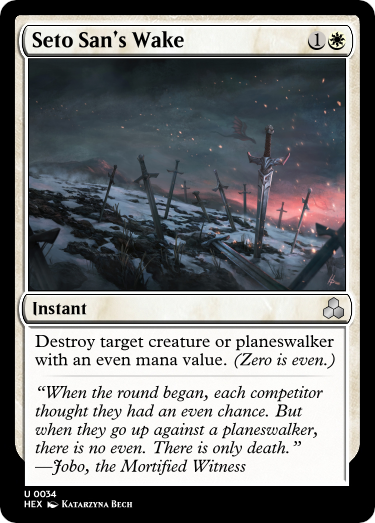 Seto San’s Wake 1
Instant
Destroy target creature or planeswalker
with an even mana value. (Zero is even.)
“When the round began, each competitor
thought they had an even chance. But
when they go up against a planeswalker,
there is no even. There is only death.”
—Jobo, the Mortified Witness
U 0034
HEX Katarzyna Bech